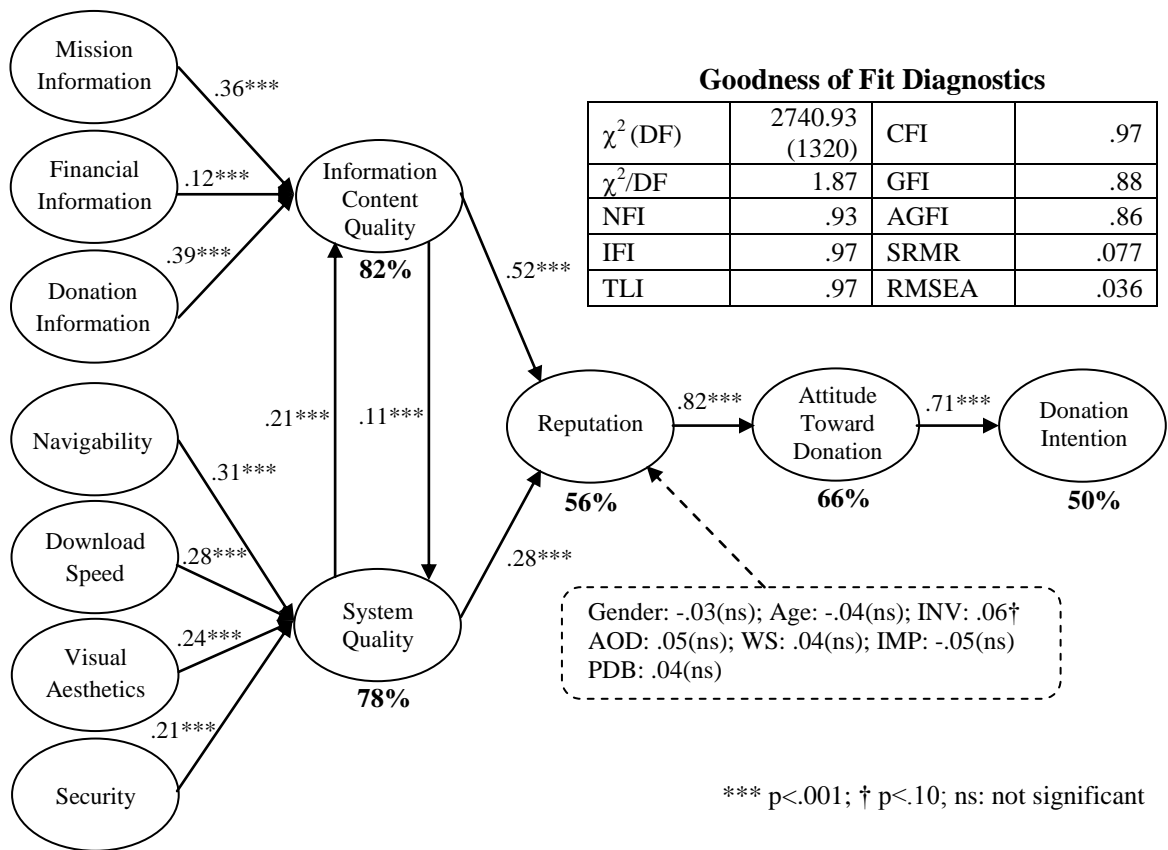 Mission
Information
Financial
Information
Donation
Information
Navigability
Download
Speed
Visual
Aesthetics
Security
.36***
.12***
.39***
.31***
.28***
.24***
.21***
Information
Content
Quality
82%
.21***
.11***
System
Quality
78%
.52***
.28***
Reputation
56%
.82***
Attitude
Toward
Donation
66%
.71***
Donation
Intention
50%
Goodness of Fit Diagnostics
χ² (DF) 2740.93 (1320) CFI .97
χ²/DF 1.87 GFI .88
NFI .93 AGFI .86
IFI .97 SRMR .077
TLI .97 RMSEA .036
Gender: -.03(ns); Age: -.04(ns); INV: .06†
AOD: .05(ns); WS: .04(ns); IMP: -.05(ns)
PDB: .04(ns)
*** p<.001; † p<.10; ns: not significant